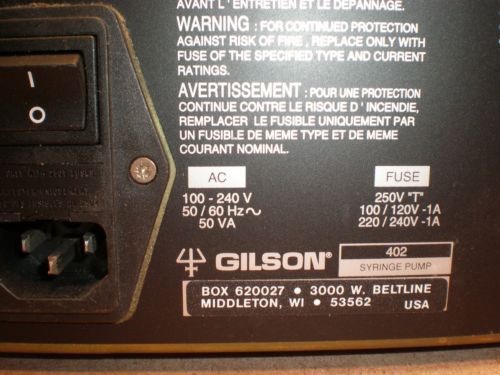 AVANT L'ENTRETIEN ET LE DEPANNAGE.
WARNING : FOR CONTINUED PROTECTION
AGAINST RISK OF FIRE , REPLACE ONLY WITH
FUSE OF THE SPECIFIED TYPE AND CURRENT
RATINGS.
AVERTISSEMENT : POUR UNE PROTECTION
CONTINUE CONTRE LE RISQUE D ' INCENDIE,
REMPLACER LE FUSIBLE UNIQUEMENT PAR
UN FUSIBLE DE MEME TYPE ET DE MEME
COURANT NOMINAL.
AC
100 - 240 V
50 / 60 Hz~
50 VA
FUSE
250V "T"
100 / 120V -1A
220 / 240V -1A
GILSON®
402
SYRINGE PUMP
BOX 620027 • 3000 W. BELTLINE
MIDDLETON, WI • 53562 USA
I
O